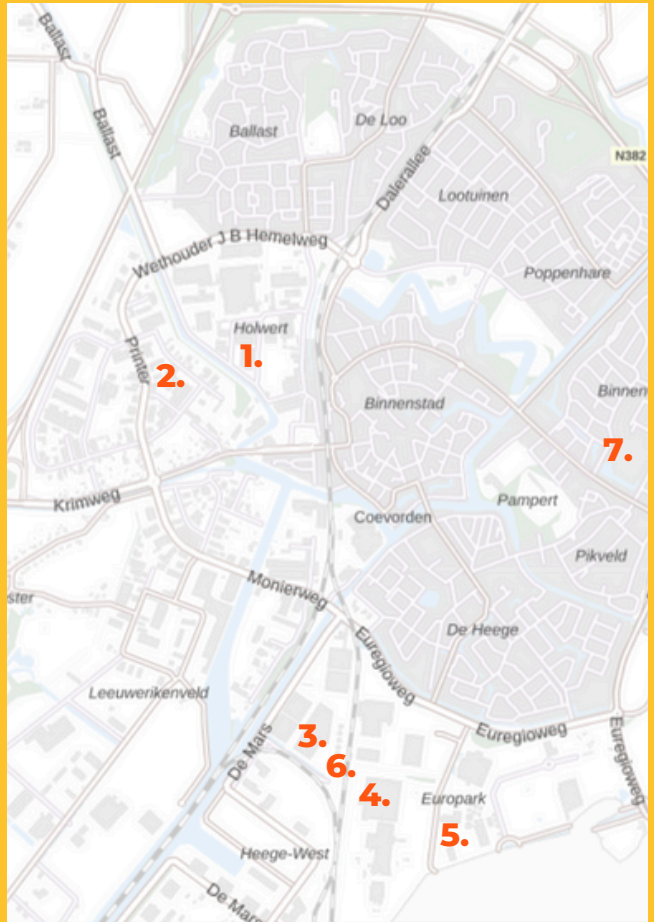 Ballast
Ballast
De Loo
Ballast
N382
Dalerallee
Lootuinen
Wethouder J B Hemelweg
Poppenhare
Holwert
1.
Printer
2.
Binnenstad
Binnen
7.
Krimweg
Pampert
Coevorden
Pikveld
Monierweg
ster
De Heege
Euregioweg
Leeuwerikenveld
Euregioweg
Euregioweg
3.
De Mars
6.
4.
Europark
5.
Heege-West
De Mars